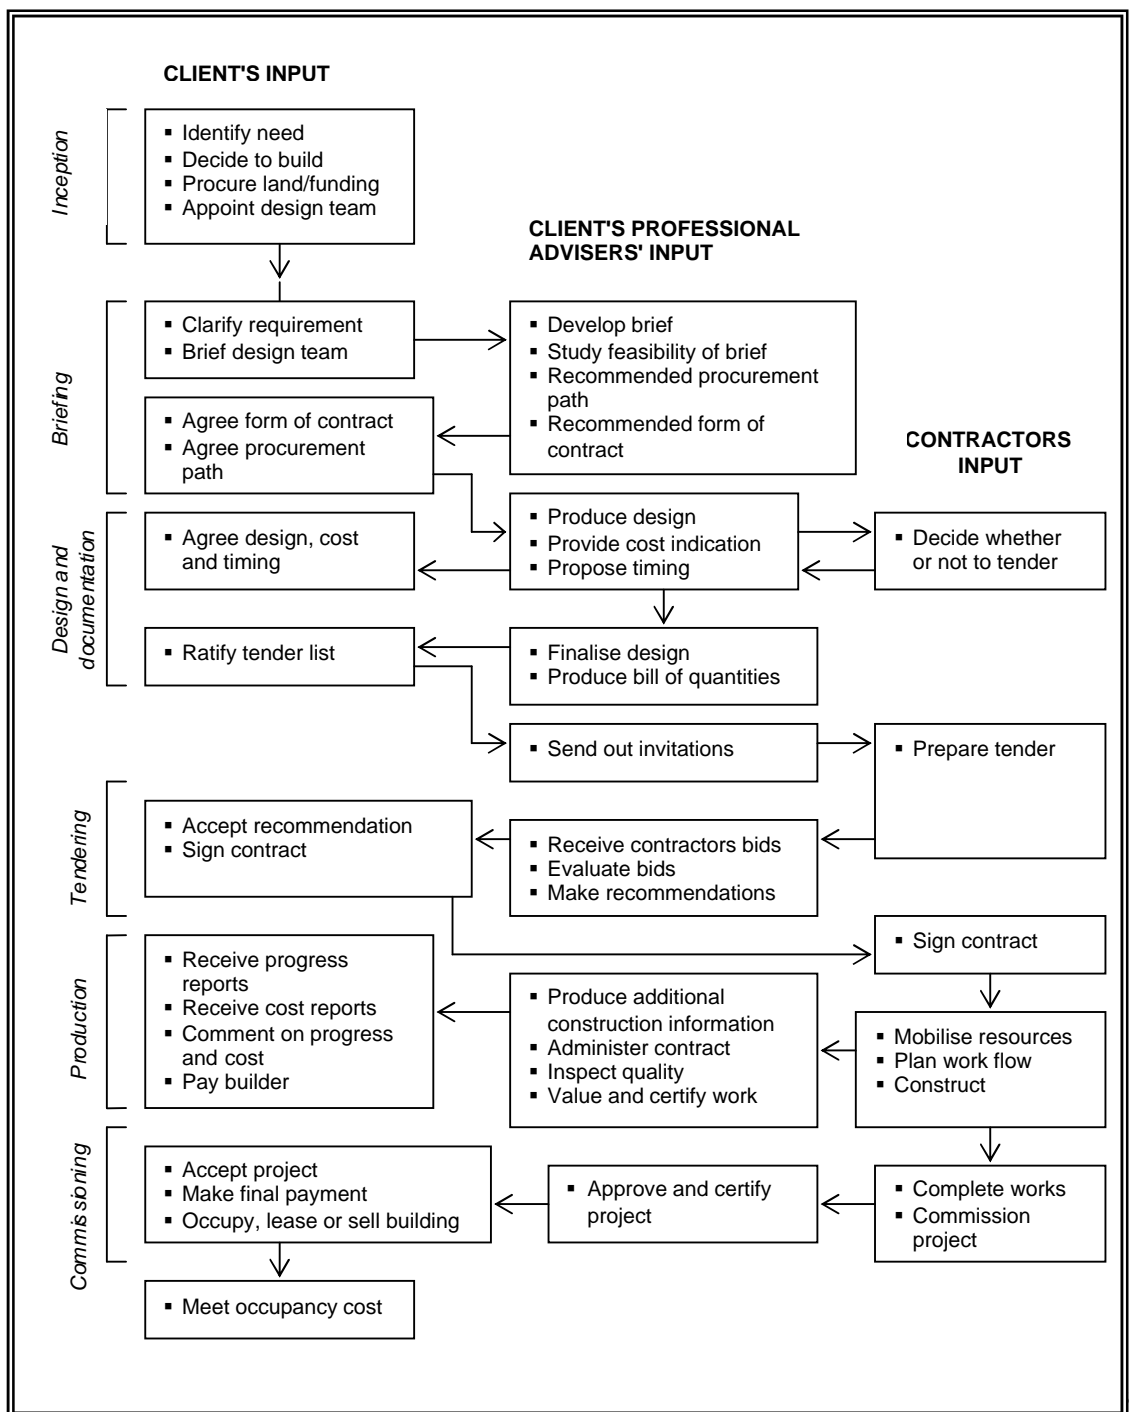 CLIENT'S INPUT
Inception
▪ Identify need
▪ Decide to build
▪ Procure land/funding
▪ Appoint design team
CLIENT'S PROFESSIONAL
ADVISERS' INPUT
Briefing
▪ Clarify requirement
▪ Brief design team
▪ Develop brief
▪ Study feasibility of brief
▪ Recommended procurement
path
▪ Recommended form of
contract
▪ Agree form of contract
▪ Agree procurement
path
CONTRACTORS
INPUT
Design and
documentation
▪ Agree design, cost
and timing
▪ Produce design
▪ Provide cost indication
▪ Propose timing
▪ Decide whether
or not to tender
▪ Ratify tender list
▪ Finalise design
▪ Produce bill of quantities
▪ Send out invitations
▪ Prepare tender
Tendering
▪ Accept recommendation
▪ Sign contract
▪ Receive contractors bids
▪ Evaluate bids
▪ Make recommendations
▪ Sign contract
Production
▪ Receive progress
reports
▪ Receive cost reports
▪ Comment on progress
and cost
▪ Pay builder
▪ Produce additional
construction information
▪ Administer contract
▪ Inspect quality
▪ Value and certify work
▪ Mobilise resources
▪ Plan work flow
▪ Construct
Commissioning
▪ Accept project
▪ Make final payment
▪ Occupy, lease or sell building
▪ Approve and certify
project
▪ Complete works
▪ Commission
project
▪ Meet occupancy cost